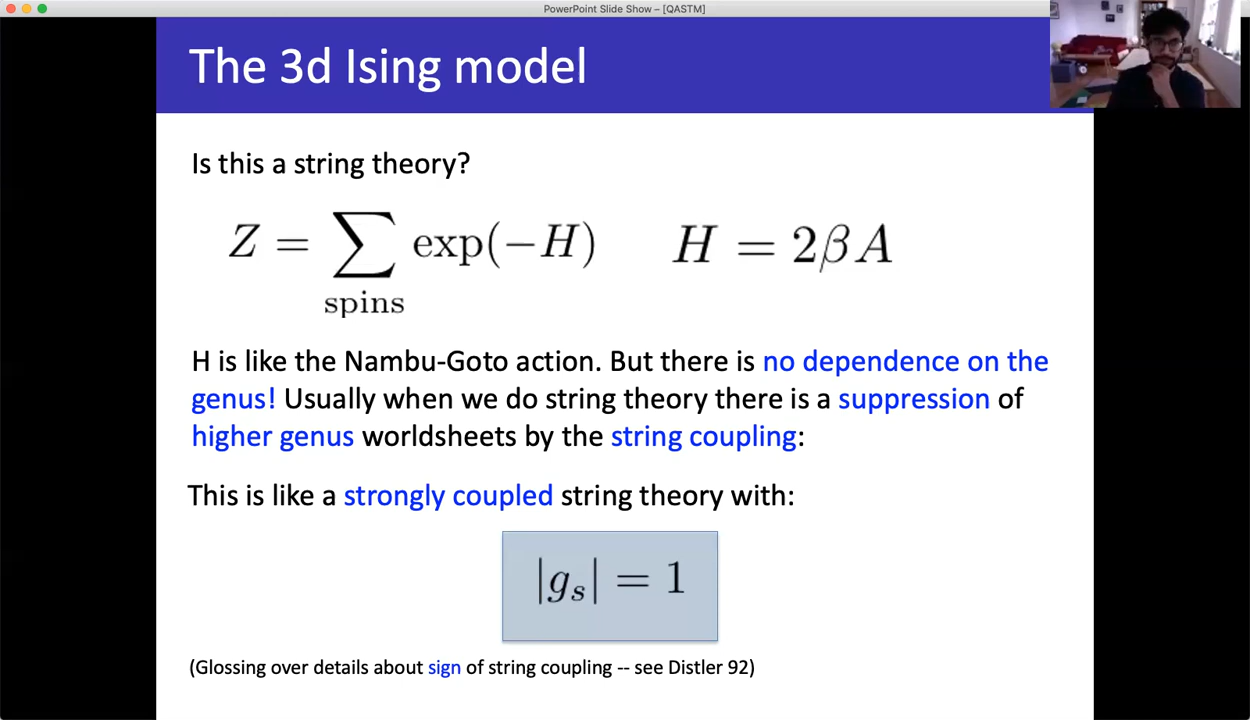 PowerPoint Slide Show – [QASTM]
The 3d Ising model
Is this a string theory?
Z = ∑ exp(−H) H = 2βA
spins
H is like the Nambu-Goto action. But there is no dependence on the
genus! Usually when we do string theory there is a suppression of
higher genus worldsheets by the string coupling:
This is like a strongly coupled string theory with:
|gₛ| = 1
(Glossing over details about sign of string coupling -- see Distler 92)